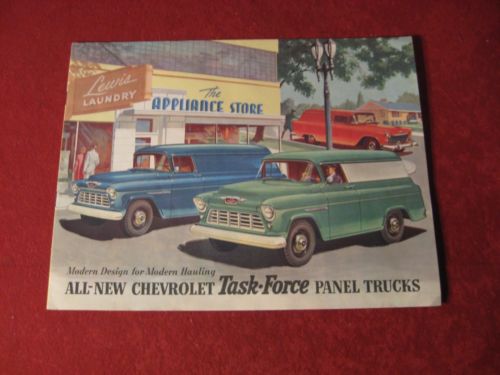 Lewis
LAUNDRY
The
APPLIANCE STORE
Modern Design for Modern Hauling
ALL-NEW CHEVROLET Task·Force PANEL TRUCKS